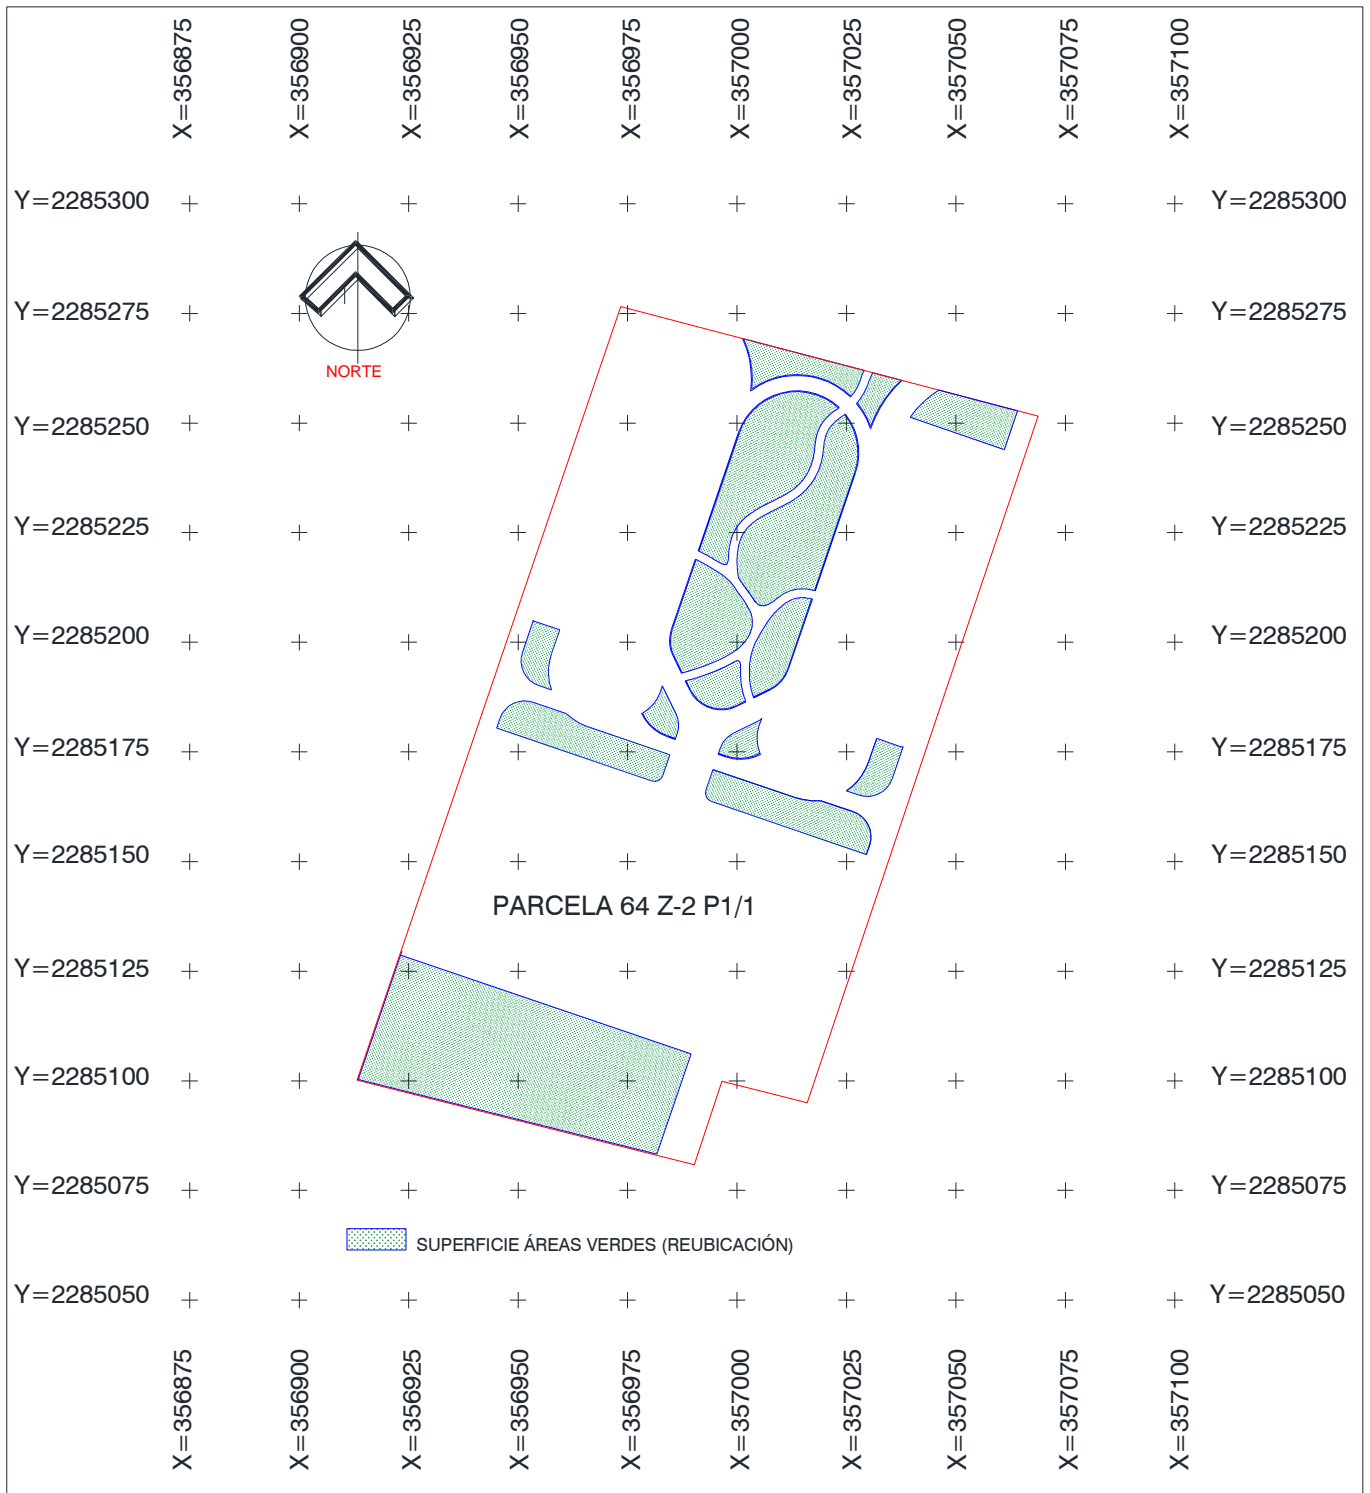 X=356875
X=356900
X=356925
X=356950
X=356975
X=357000
X=357025
X=357050
X=357075
X=357100
Y=2285300 Y=2285300
Y=2285275 Y=2285275
NORTE
Y=2285250 Y=2285250
Y=2285225 Y=2285225
Y=2285200 Y=2285200
Y=2285175 Y=2285175
Y=2285150 Y=2285150
PARCELA 64 Z-2 P1/1
Y=2285125 Y=2285125
Y=2285100 Y=2285100
Y=2285075 Y=2285075
SUPERFICIE ÁREAS VERDES (REUBICACIÓN)
Y=2285050 Y=2285050
X=356875
X=356900
X=356925
X=356950
X=356975
X=357000
X=357025
X=357050
X=357075
X=357100